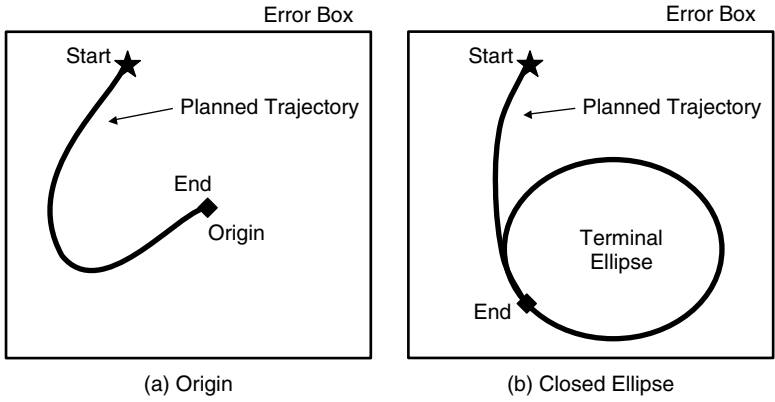 Error Box
Start
Planned Trajectory
End
Origin
(a) Origin
Error Box
Start
Planned Trajectory
Terminal
Ellipse
End
(b) Closed Ellipse